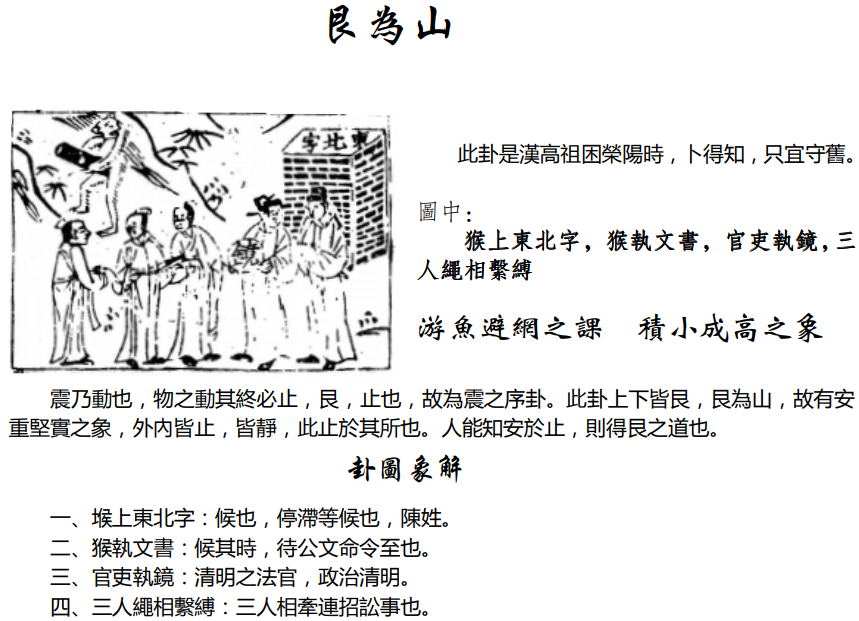 艮為山
東北字
此卦是漢高祖困滎陽時，卜得知，只宜守舊。
圖中：
猴上東北字，猴執文書，官吏執鏡，三
人繩相繫縛
游魚避網之課　積小成高之象
震乃動也，物之動其終必止，艮，止也，故為震之序卦。此卦上下皆艮，艮為山，故有安
重堅實之象，外內皆止，皆靜，此止於其所也。人能知安於止，則得艮之道也。
卦圖象解
一、堠上東北字：候也，停滯等候也，陳姓。
二、猴執文書：候其時，待公文命令至也。
三、官吏執鏡：清明之法官，政治清明。
四、三人繩相繫縛：三人相牽連招訟事也。